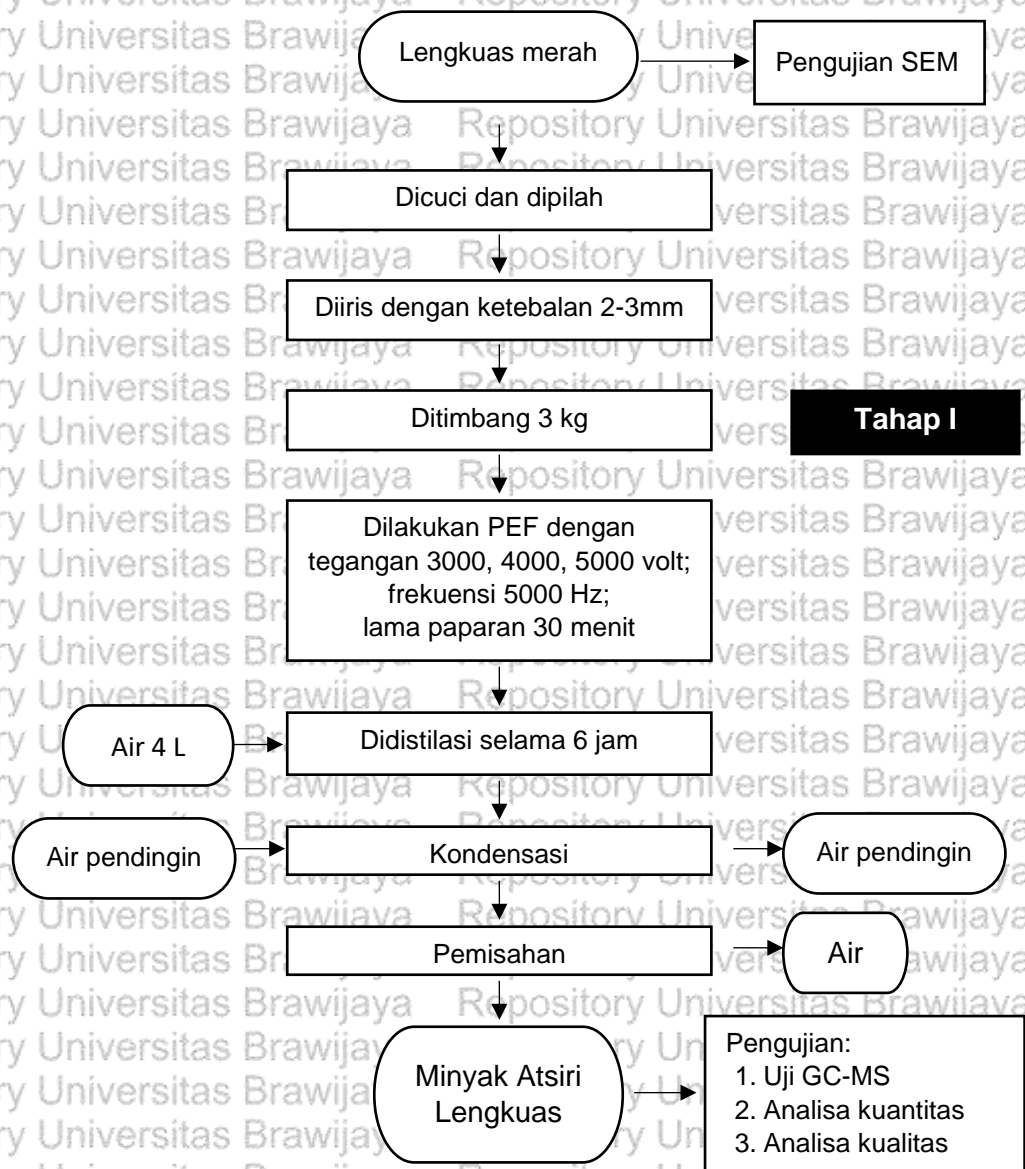 Lengkuas merah
Pengujian SEM
Dicuci dan dipilah
Diiris dengan ketebalan 2-3mm
Ditimbang 3 kg
Tahap I
Dilakukan PEF dengan
tegangan 3000, 4000, 5000 volt;
frekuensi 5000 Hz;
lama paparan 30 menit
Air 4 L
Didistilasi selama 6 jam
Air pendingin
Kondensasi
Air pendingin
Pemisahan
Air
Minyak Atsiri
Lengkuas
Pengujian:
1. Uji GC-MS
2. Analisa kuantitas
3. Analisa kualitas
Repository Universitas Brawijaya